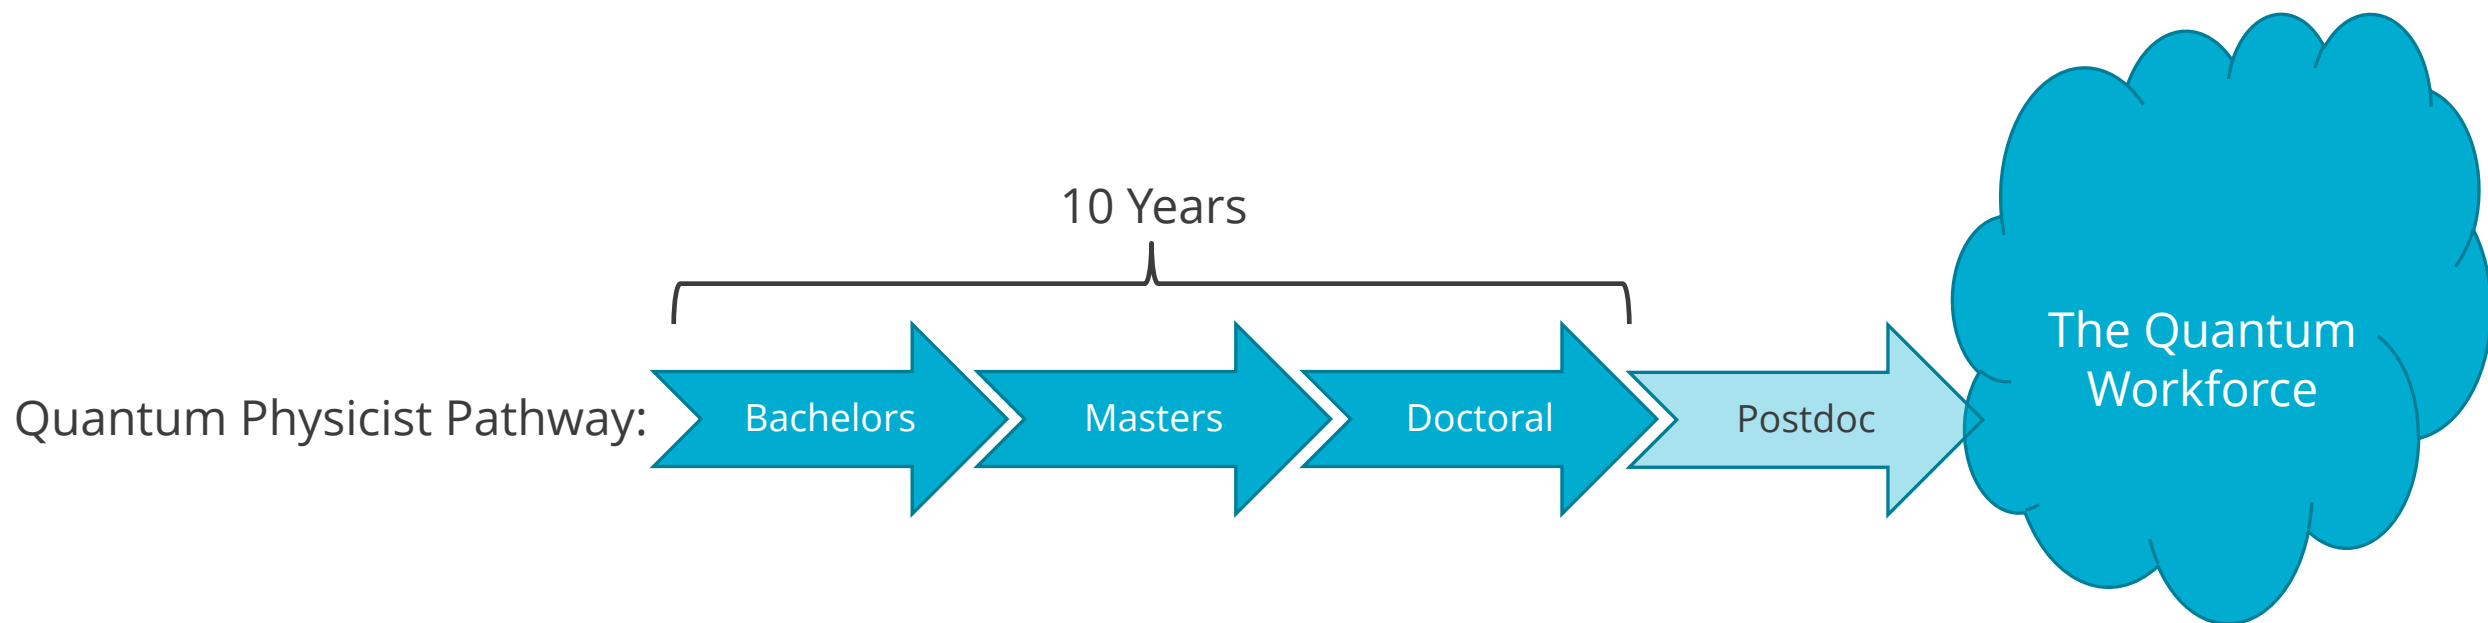 10 Years
Quantum Physicist Pathway:
Bachelors
Masters
Doctoral
Postdoc
The Quantum
Workforce